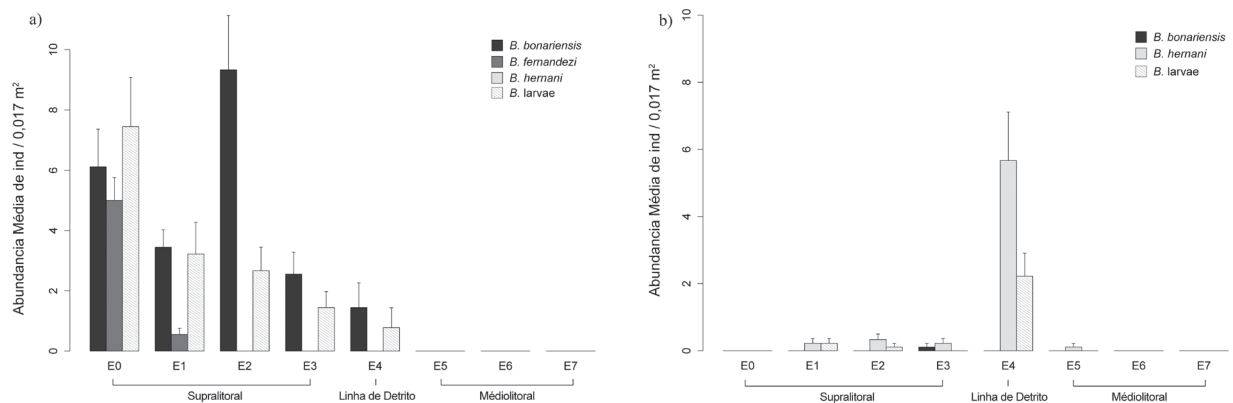 a)
Abundancia Média de ind / 0,017 m²
10
8
6
4
2
0
B. bonariensis
B. fernandezi
B. hernani
B. larvae
E0 E1 E2 E3 E4 E5 E6 E7
Supralitoral Linha de Detrito Médiolitoral
b)
Abundancia Média de ind / 0,017 m²
10
8
6
4
2
0
B. bonariensis
B. hernani
B. larvae
E0 E1 E2 E3 E4 E5 E6 E7
Supralitoral Linha de Detrito Médiolitoral